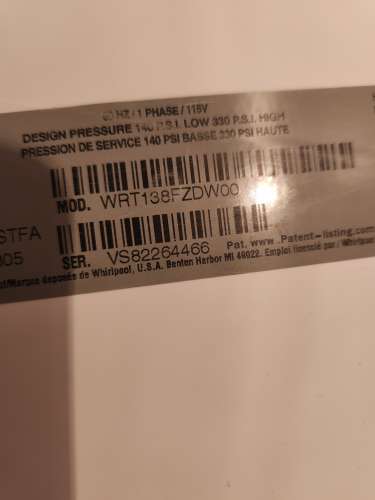 60 HZ / 1 PHASE / 115V
DESIGN PRESSURE 140 P.S.I. LOW 330 P.S.I. HIGH
PRESSION DE SERVICE 140 PSI BASSE 330 PSI HAUTE
MOD. WRT138FZDW00
STFA
005
SER. VS82264466
Pat. www.Patent-listing.com
déposée de Whirlpool, U.S.A. Benton Harbor MI 49022. Emploi licencié par : Whirlpool